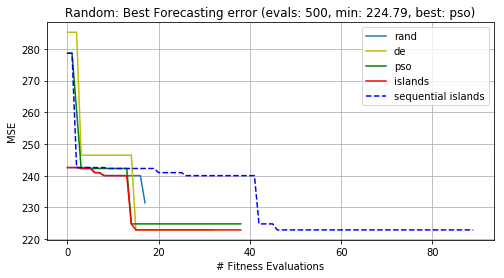 Random: Best Forecasting error (evals: 500, min: 224.79, best: pso)
280
270
260
250
240
230
220
MSE
0
20
40
60
80
# Fitness Evaluations
rand
de
pso
islands
sequential islands